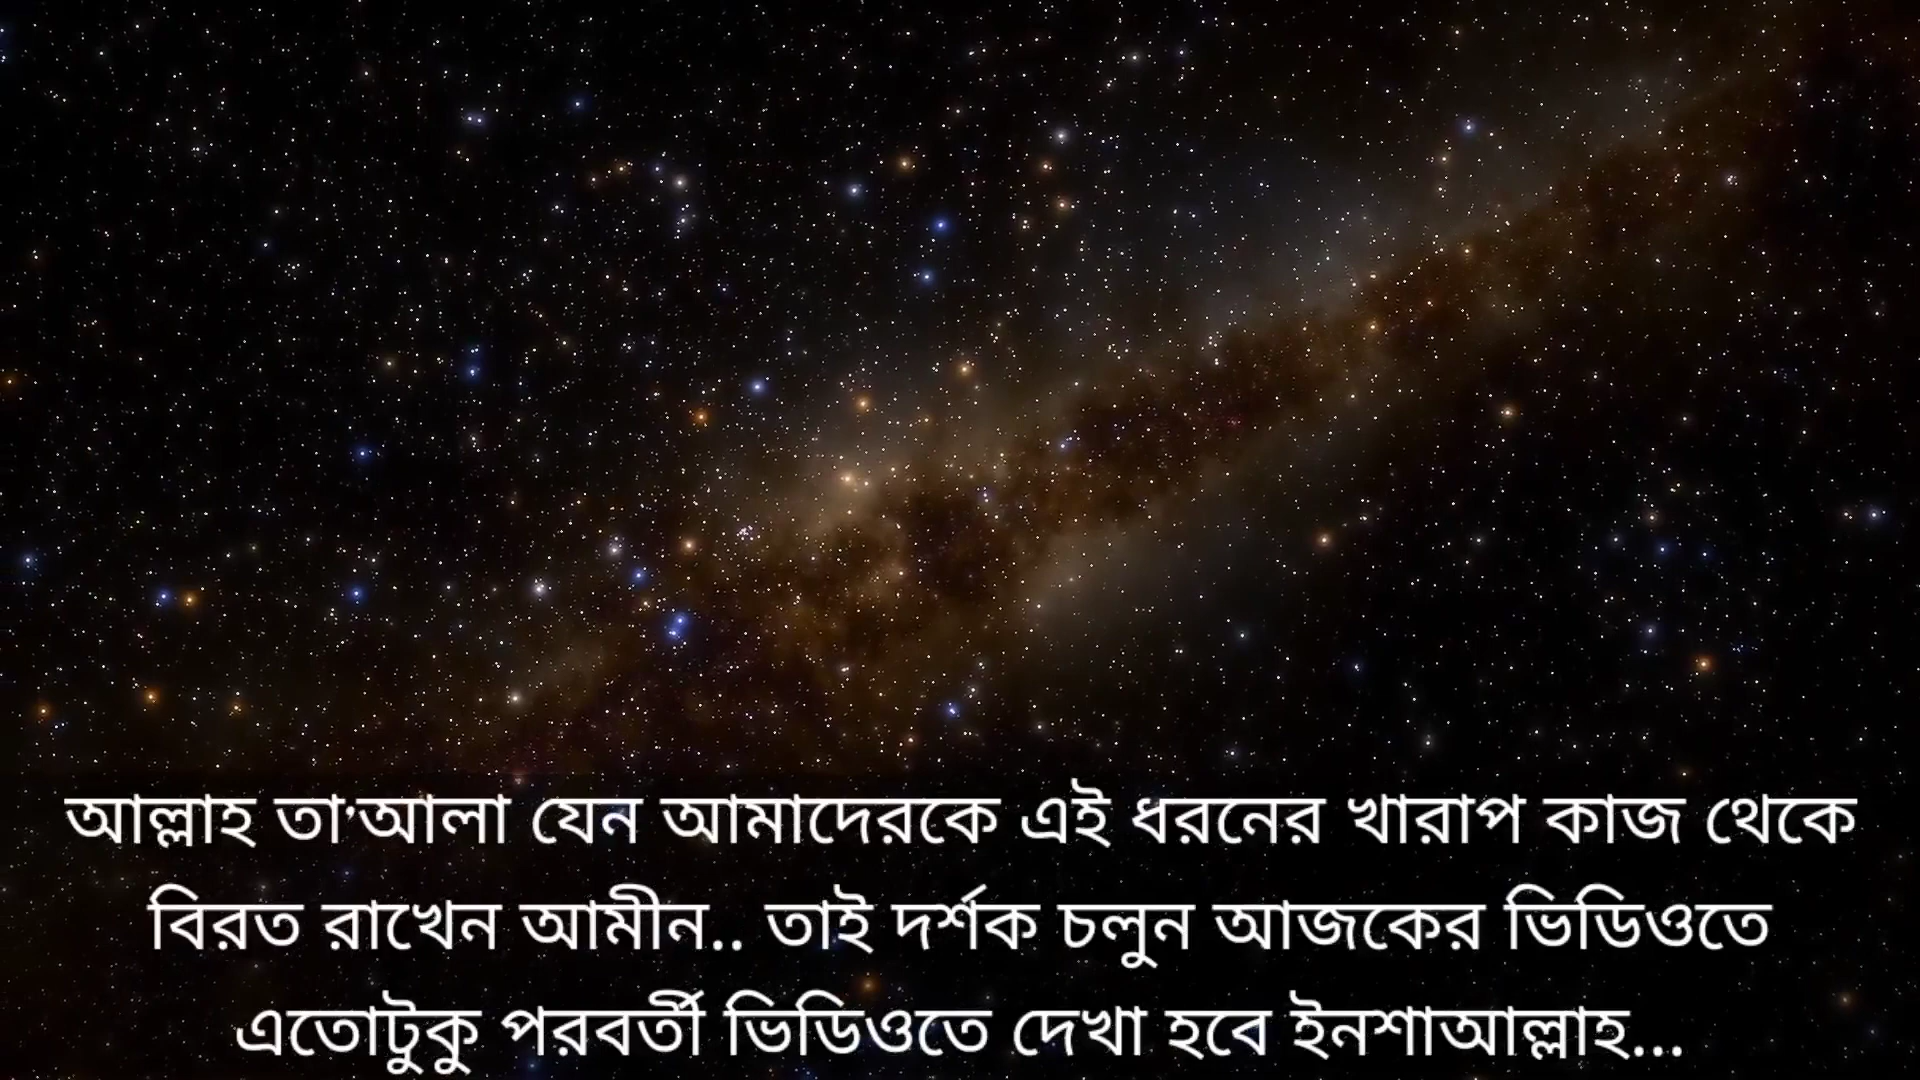 আল্লাহ তা'আলা যেন আমাদেরকে এই ধরনের খারাপ কাজ থেকে
বিরত রাখেন আমীন.. তাই দর্শক চলুন আজকের ভিডিওতে
এতোটুকু পরবর্তী ভিডিওতে দেখা হবে ইনশাআল্লাহ...